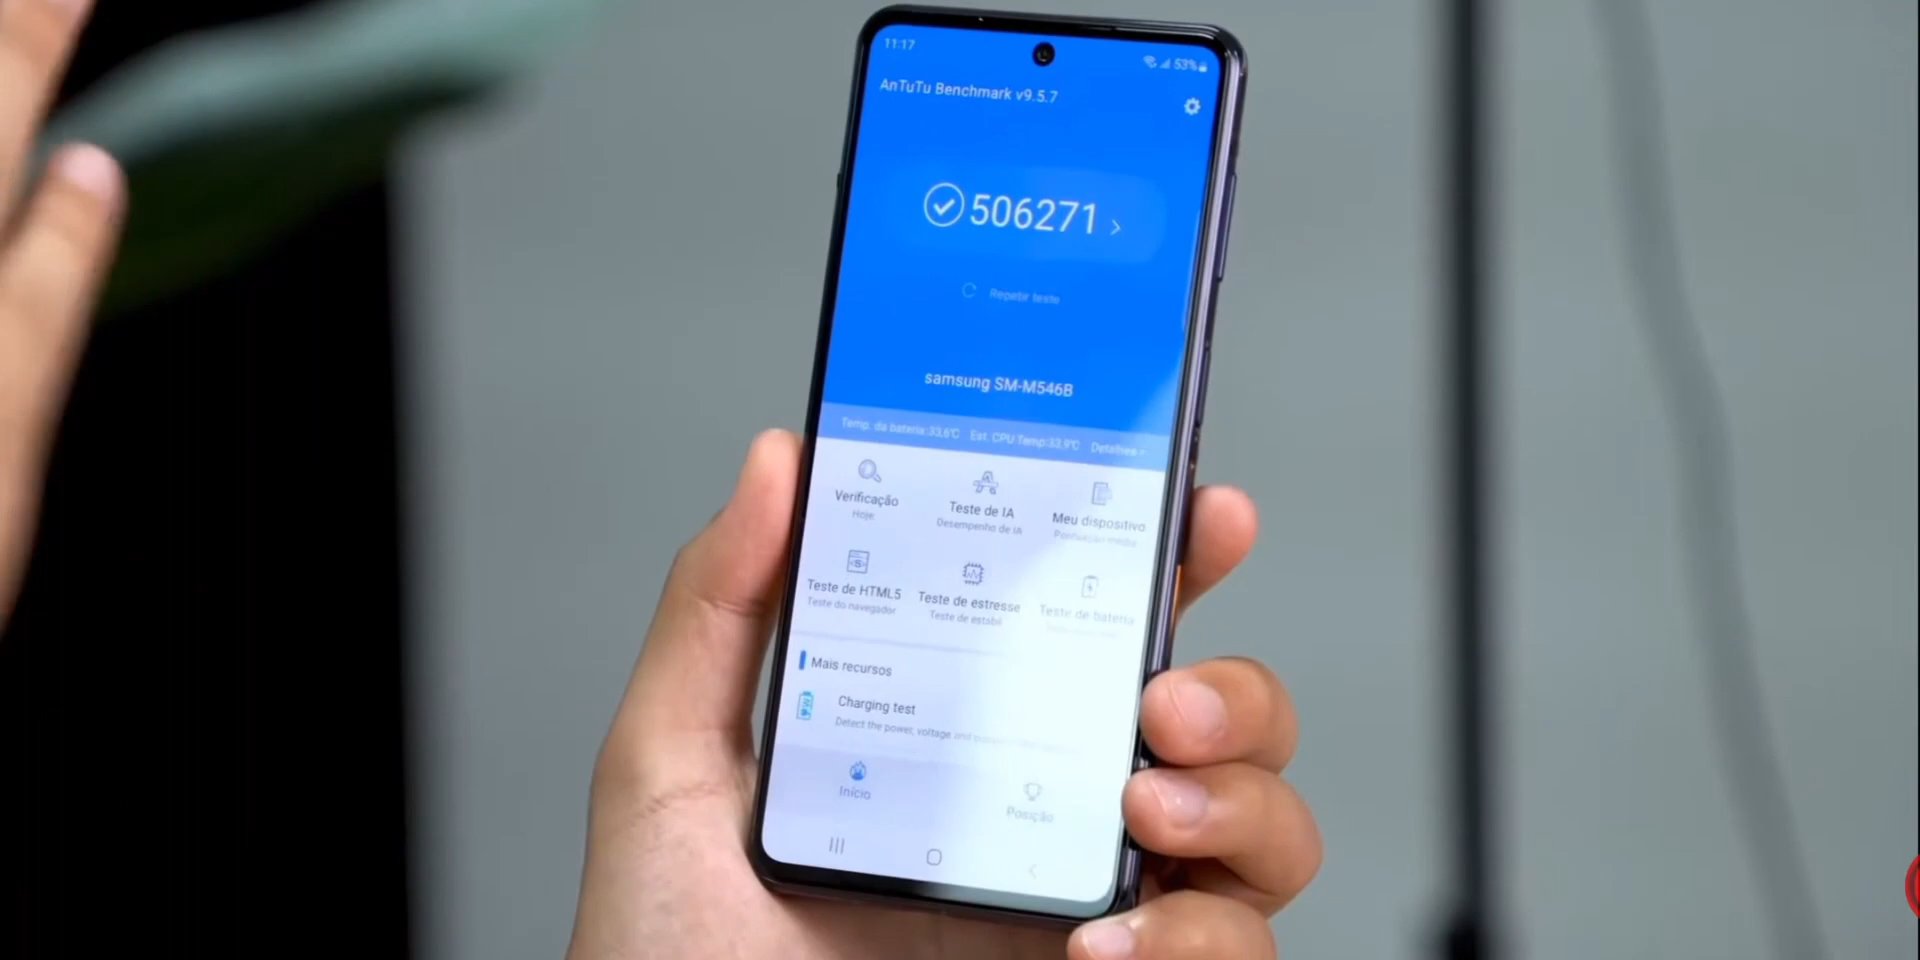 11:17
53%
AnTuTu Benchmark v9.5.7
506271
Repetir teste
samsung SM-M546B
Temp. da bateria:33,6℃ Est. CPU Temp:33,9℃ Detalhes
Verificação
Hoje
Teste de IA
Desempenho de IA
Meu dispositivo
Pontuação média
Teste de HTML5
Teste do navegador
Teste de estresse
Teste de estabil
Teste de bateria
Mais recursos
Charging test
Detect the power, voltage and
Início
Posição